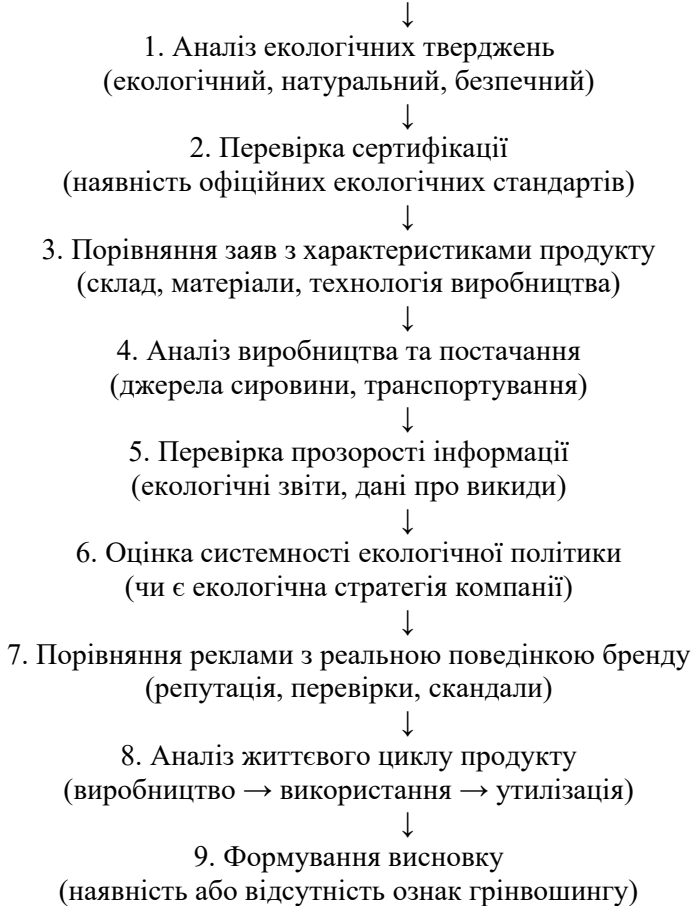 ↓
1. Аналіз екологічних тверджень
(екологічний, натуральний, безпечний)
↓
2. Перевірка сертифікації
(наявність офіційних екологічних стандартів)
↓
3. Порівняння заяв з характеристиками продукту
(склад, матеріали, технологія виробництва)
↓
4. Аналіз виробництва та постачання
(джерела сировини, транспортування)
↓
5. Перевірка прозорості інформації
(екологічні звіти, дані про викиди)
↓
6. Оцінка системності екологічної політики
(чи є екологічна стратегія компанії)
↓
7. Порівняння реклами з реальною поведінкою бренду
(репутація, перевірки, скандали)
↓
8. Аналіз життєвого циклу продукту
(виробництво → використання → утилізація)
↓
9. Формування висновку
(наявність або відсутність ознак грінвошингу)